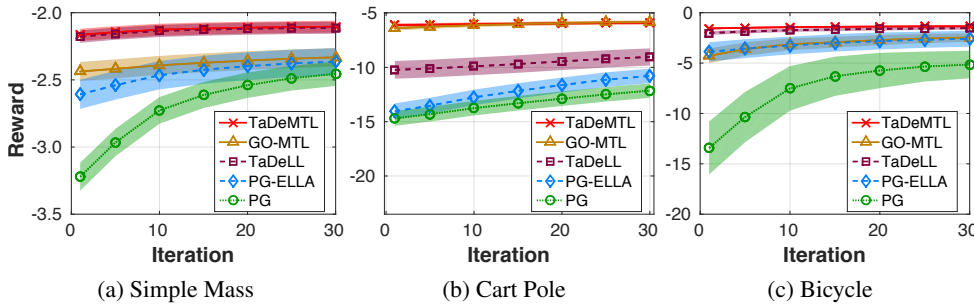 Reward
-2.0
-2.5
-3.0
-3.5
0 10 20 30
Iteration
TaDeMTL
GO-MTL
TaDeLL
PG-ELLA
PG
(a) Simple Mass
-5
-10
-15
-20
0 10 20 30
Iteration
TaDeMTL
GO-MTL
TaDeLL
PG-ELLA
PG
(b) Cart Pole
0
-5
-10
-15
-20
0 10 20 30
Iteration
TaDeMTL
GO-MTL
TaDeLL
PG-ELLA
PG
(c) Bicycle